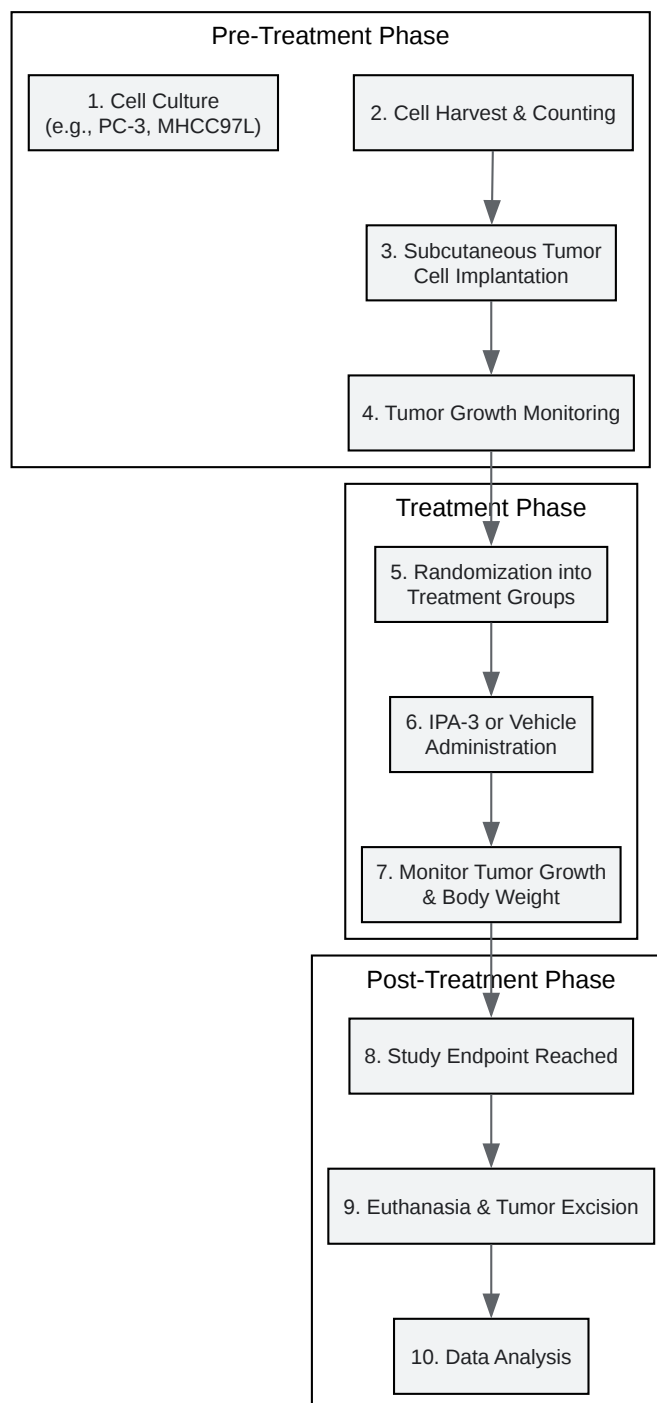 Pre-Treatment Phase
1. Cell Culture
(e.g., PC-3, MHCC97L)
2. Cell Harvest & Counting
3. Subcutaneous Tumor
Cell Implantation
4. Tumor Growth Monitoring
Treatment Phase
5. Randomization into
Treatment Groups
6. IPA-3 or Vehicle
Administration
7. Monitor Tumor Growth
& Body Weight
Post-Treatment Phase
8. Study Endpoint Reached
9. Euthanasia & Tumor Excision
10. Data Analysis